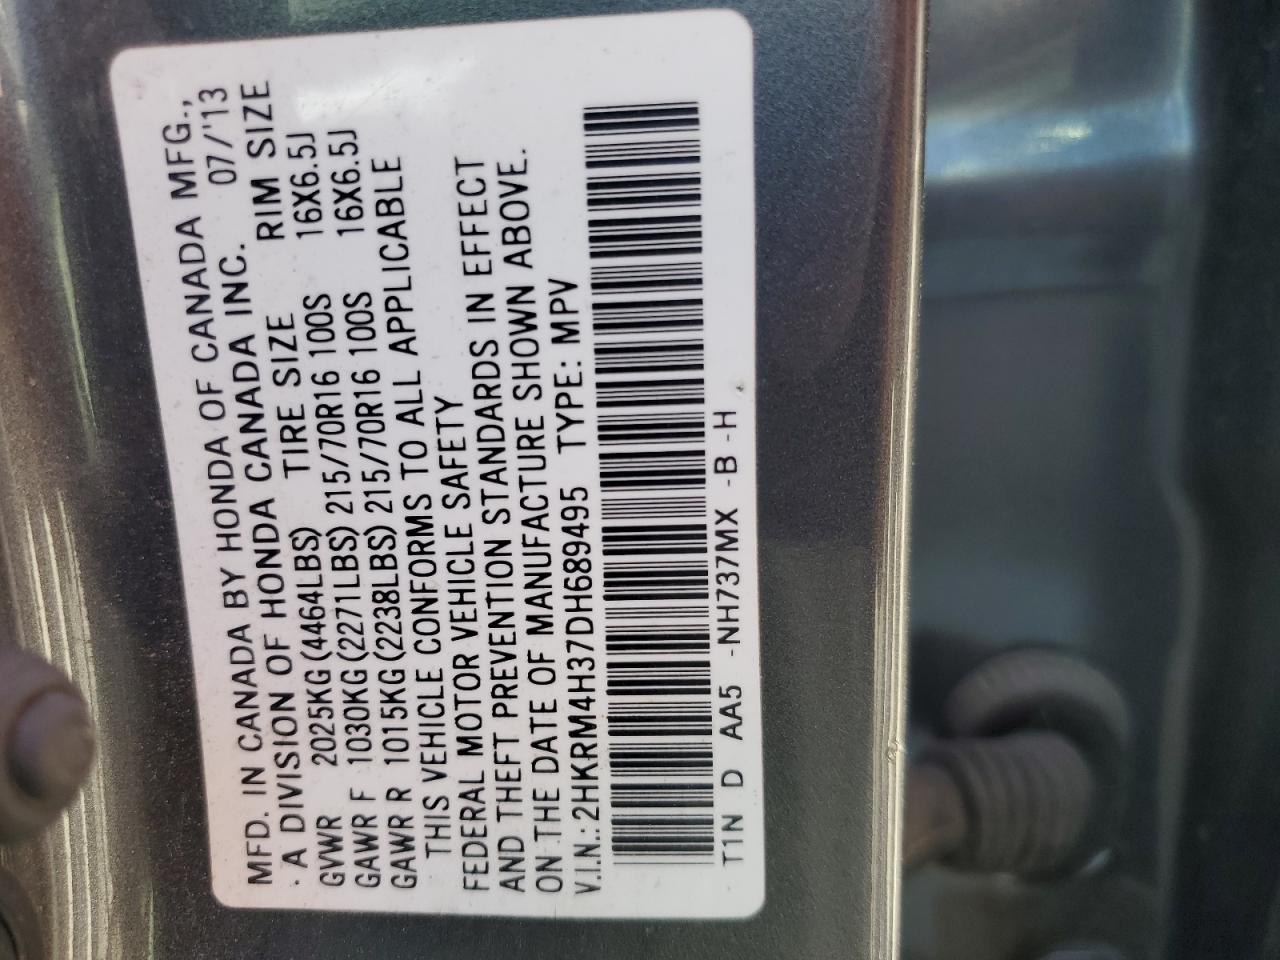 MFD. IN CANADA BY HONDA OF CANADA MFG.,
A DIVISION OF HONDA CANADA INC. 07/'13
GVWR 2025KG(4464LBS) TIRE SIZE RIM SIZE
GAWR F 1030KG(2271LBS) 215/70R16 100S 16X6.5J
GAWR R 1015KG(2238LBS) 215/70R16 100S 16X6.5J
THIS VEHICLE CONFORMS TO ALL APPLICABLE
FEDERAL MOTOR VEHICLE SAFETY
AND THEFT PREVENTION STANDARDS IN EFFECT
ON THE DATE OF MANUFACTURE SHOWN ABOVE.
V.I.N.: 2HKRM4H37DH689495 TYPE: MPV
T1N D AA5 -NH737MX -B -H